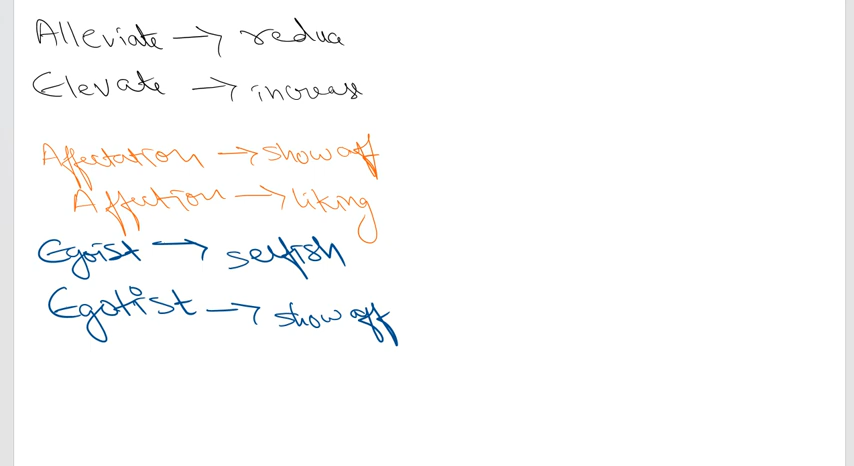 Alleviate → reduce
Elevate → increase
Affectation → show off
Affection → liking
Egoist → selfish
Egotist → show off